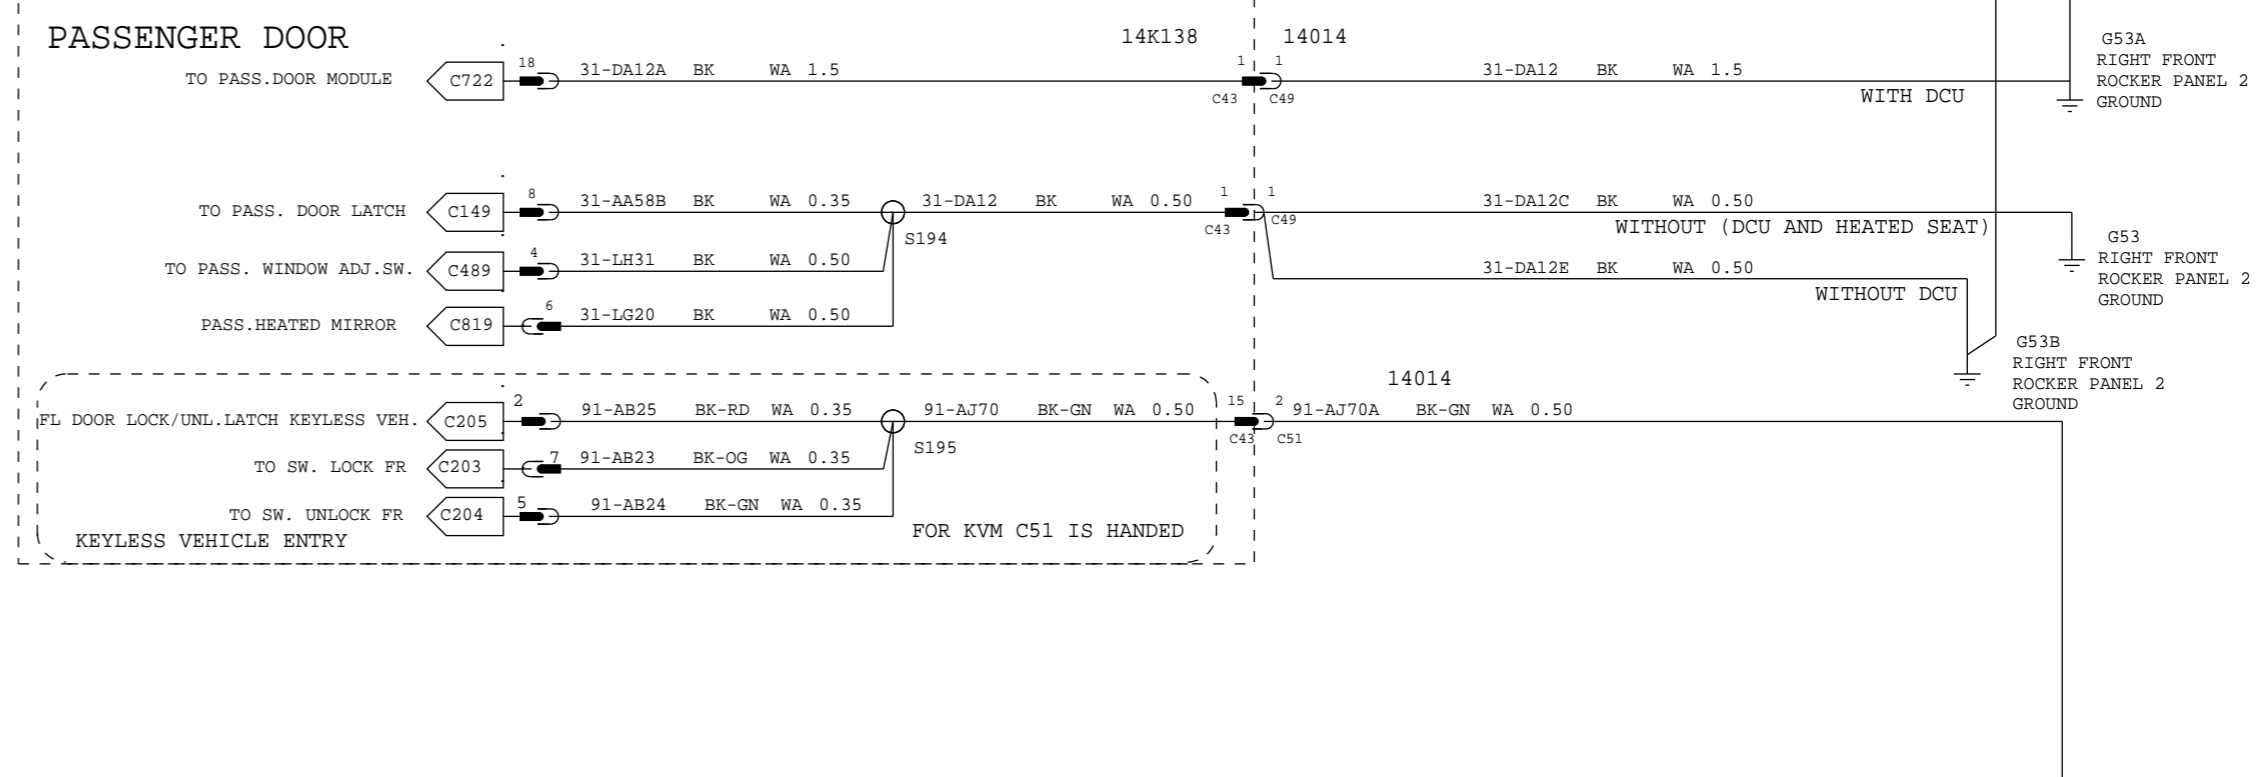 PASSENGER DOOR
14K138 14014
TO PASS.DOOR MODULE C722 18 31-DA12A BK WA 1.5 1 1 31-DA12 BK WA 1.5
C43 C49
WITH DCU
G53A
RIGHT FRONT
ROCKER PANEL 2
GROUND
TO PASS. DOOR LATCH C149 8 31-AA58B BK WA 0.35 31-DA12 BK WA 0.50 1 1 31-DA12C BK WA 0.50
S194
C43 C49
WITHOUT (DCU AND HEATED SEAT)
G53
RIGHT FRONT
ROCKER PANEL 2
GROUND
TO PASS. WINDOW ADJ.SW. C489 4 31-LH31 BK WA 0.50 31-DA12E BK WA 0.50
WITHOUT DCU
PASS.HEATED MIRROR C819 6 31-LG20 BK WA 0.50
G53B
RIGHT FRONT
ROCKER PANEL 2
GROUND
14014
FL DOOR LOCK/UNL.LATCH KEYLESS VEH. C205 2 91-AB25 BK-RD WA 0.35 91-AJ70 BK-GN WA 0.50 15 2 91-AJ70A BK-GN WA 0.50
S195
C43 C51
TO SW. LOCK FR C203 7 91-AB23 BK-OG WA 0.35
TO SW. UNLOCK FR C204 5 91-AB24 BK-GN WA 0.35
KEYLESS VEHICLE ENTRY
FOR KVM C51 IS HANDED